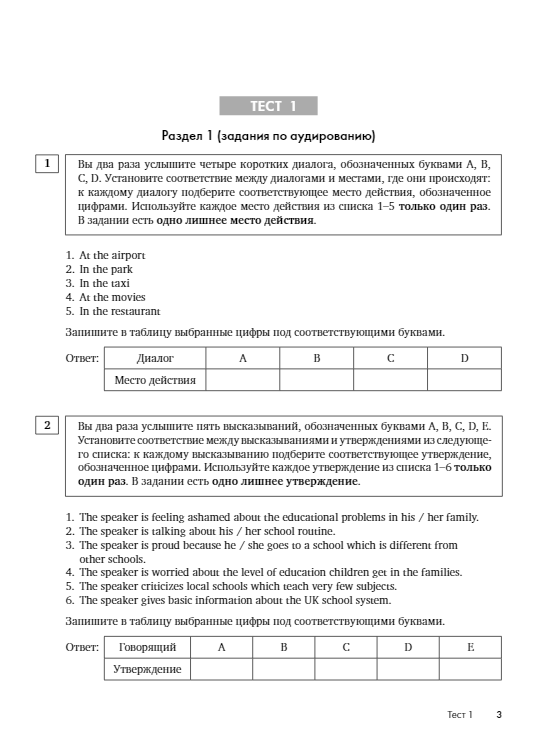 ТЕСТ 1
Раздел 1 (задания по аудированию)
1
Вы два раза услышите четыре коротких диалога, обозначенных буквами A, B,
C, D. Установите соответствие между диалогами и местами, где они происходят:
к каждому диалогу подберите соответствующее место действия, обозначенное
цифрами. Используйте каждое место действия из списка 1–5 только один раз.
В задании есть одно лишнее место действия.
1. At the airport
2. In the park
3. In the taxi
4. At the movies
5. In the restaurant
Запишите в таблицу выбранные цифры под соответствующими буквами.
Ответ: Диалог A B C D
Место действия
2
Вы два раза услышите пять высказываний, обозначенных буквами A, B, C, D, E.
Установите соответствие между высказываниями и утверждениями из следующе-
го списка: к каждому высказыванию подберите соответствующее утверждение,
обозначенное цифрами. Используйте каждое утверждение из списка 1–6 только
один раз. В задании есть одно лишнее утверждение.
1. The speaker is feeling ashamed about the educational problems in his / her family.
2. The speaker is talking about his / her school routine.
3. The speaker is proud because he / she goes to a school which is different from
other schools.
4. The speaker is worried about the level of education children get in the families.
5. The speaker criticizes local schools which teach very few subjects.
6. The speaker gives basic information about the UK school system.
Запишите в таблицу выбранные цифры под соответствующими буквами.
Ответ: Говорящий A B C D E
Утверждение
Тест 1 3